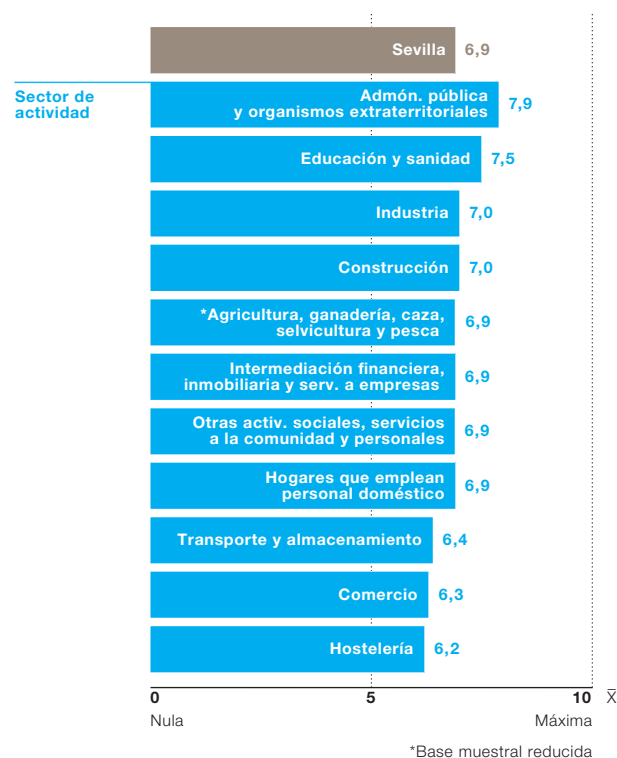 Sevilla 6,9
Sector de
actividad
Admón. pública
y organismos extraterritoriales 7,9
Educación y sanidad 7,5
Industria 7,0
Construcción 7,0
*Agricultura, ganadería, caza,
selvicultura y pesca 6,9
Intermediación financiera,
inmobiliaria y serv. a empresas 6,9
Otras activ. sociales, servicios
a la comunidad y personales 6,9
Hogares que emplean
personal doméstico 6,9
Transporte y almacenamiento 6,4
Comercio 6,3
Hostelería 6,2
0 5 10 X̅
Nula Máxima
*Base muestral reducida